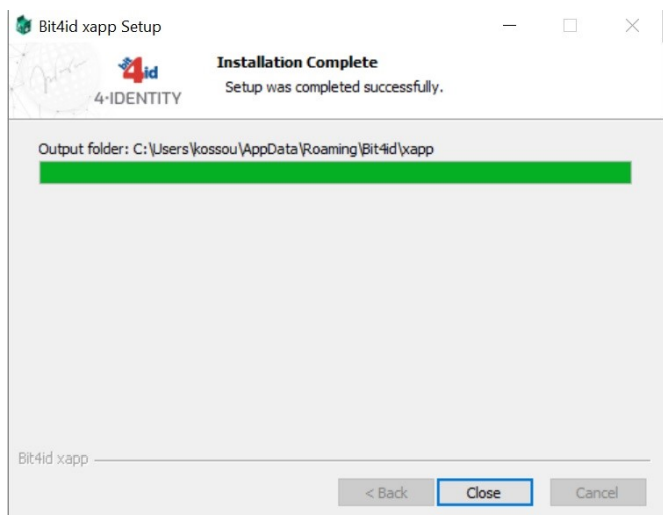 Bit4id xapp Setup
bit4id
4-IDENTITY
Installation Complete
Setup was completed successfully.
Output folder: C:\Users\kossou\AppData\Roaming\Bit4id\xapp
Bit4id xapp
< Back
Close
Cancel